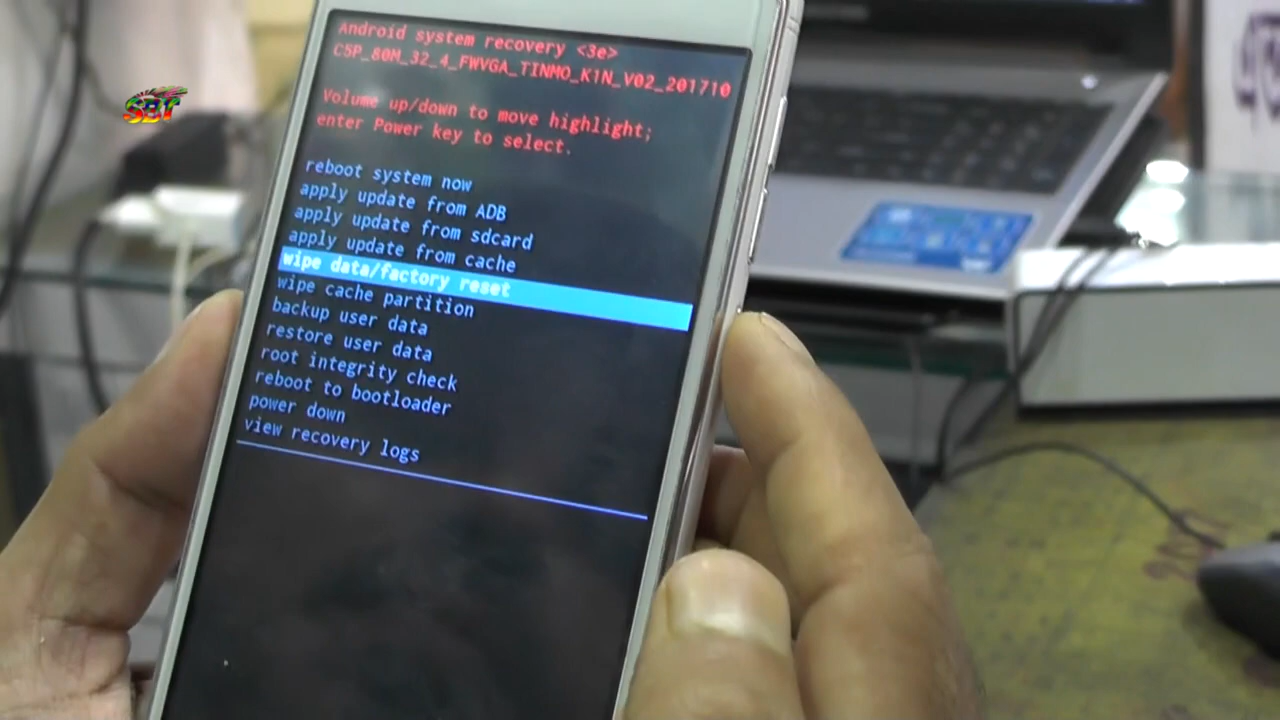 SBT
Android system recovery <3e>
C5P_80M_32_4_FWVGA_TINMO_K1N_V02_201710
Volume up/down to move highlight;
enter Power key to select.
reboot system now
apply update from ADB
apply update from sdcard
apply update from cache
wipe data/factory reset
wipe cache partition
backup user data
restore user data
root integrity check
reboot to bootloader
power down
view recovery logs